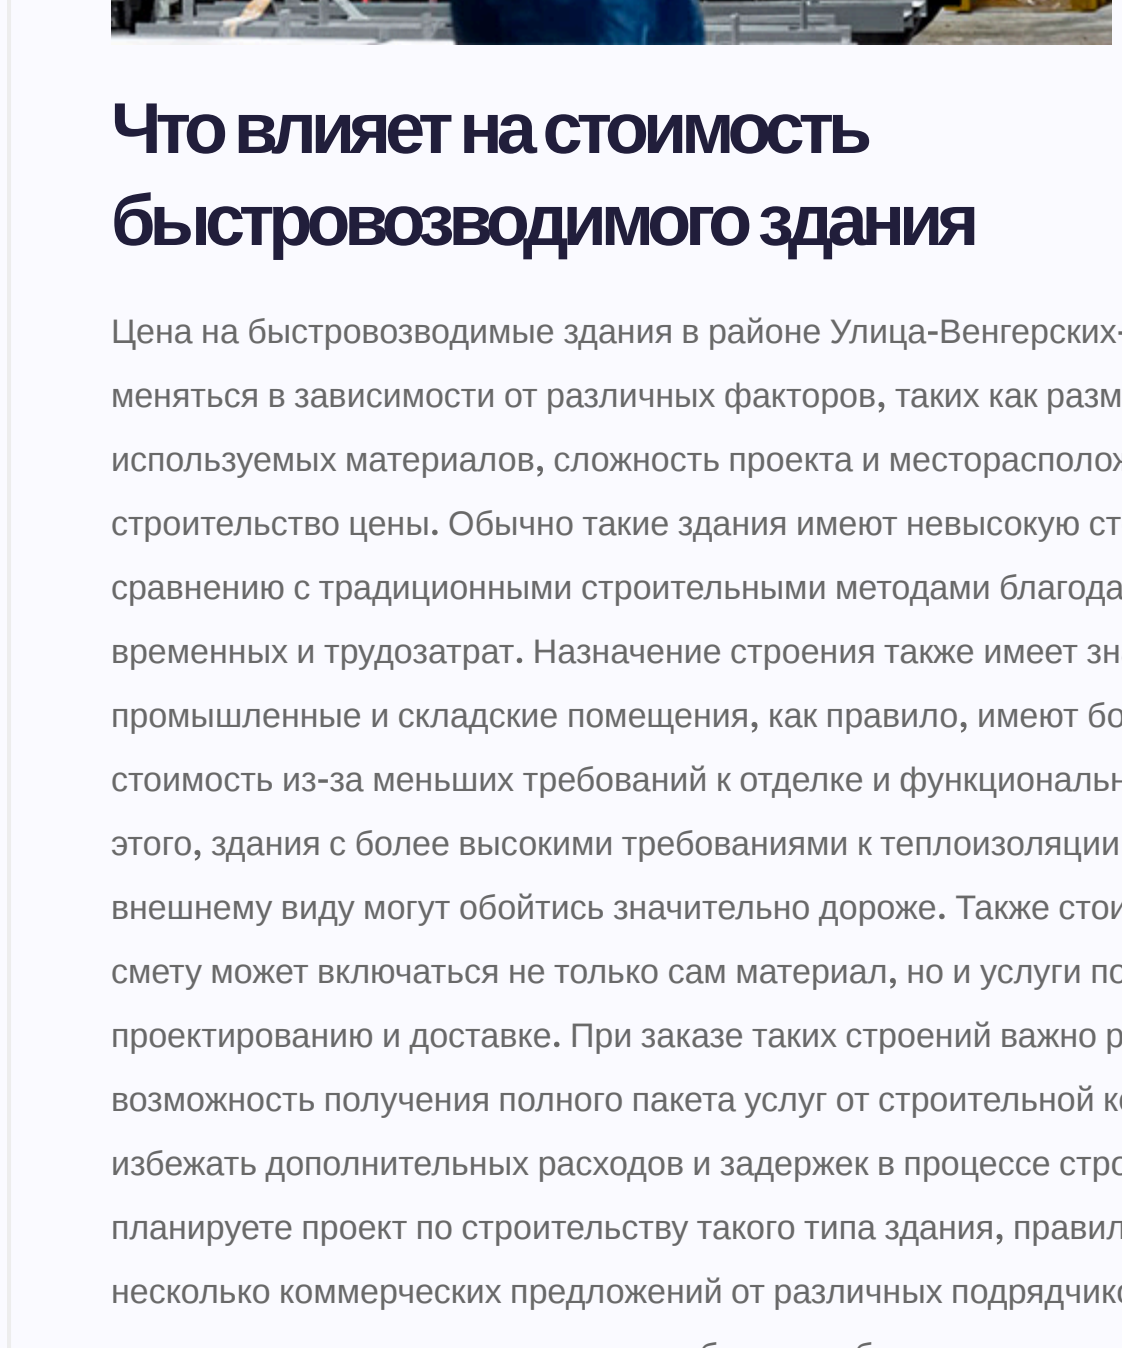 Что влияет на стоимость
быстровозводимого здания
Цена на быстровозводимые здания в районе Улица-Венгерских-
меняться в зависимости от различных факторов, таких как разм
используемых материалов, сложность проекта и месторасполож
строительство цены. Обычно такие здания имеют невысокую ст
сравнению с традиционными строительными методами благода
временных и трудозатрат. Назначение строения также имеет зн
промышленные и складские помещения, как правило, имеют бо
стоимость из-за меньших требований к отделке и функциональн
этого, здания с более высокими требованиями к теплоизоляции
внешнему виду могут обойтись значительно дороже. Также стои
смету может включаться не только сам материал, но и услуги по
проектированию и доставке. При заказе таких строений важно р
возможность получения полного пакета услуг от строительной к
избежать дополнительных расходов и задержек в процессе стро
планируете проект по строительству такого типа здания, правил
несколько коммерческих предложений от различных подрядчико